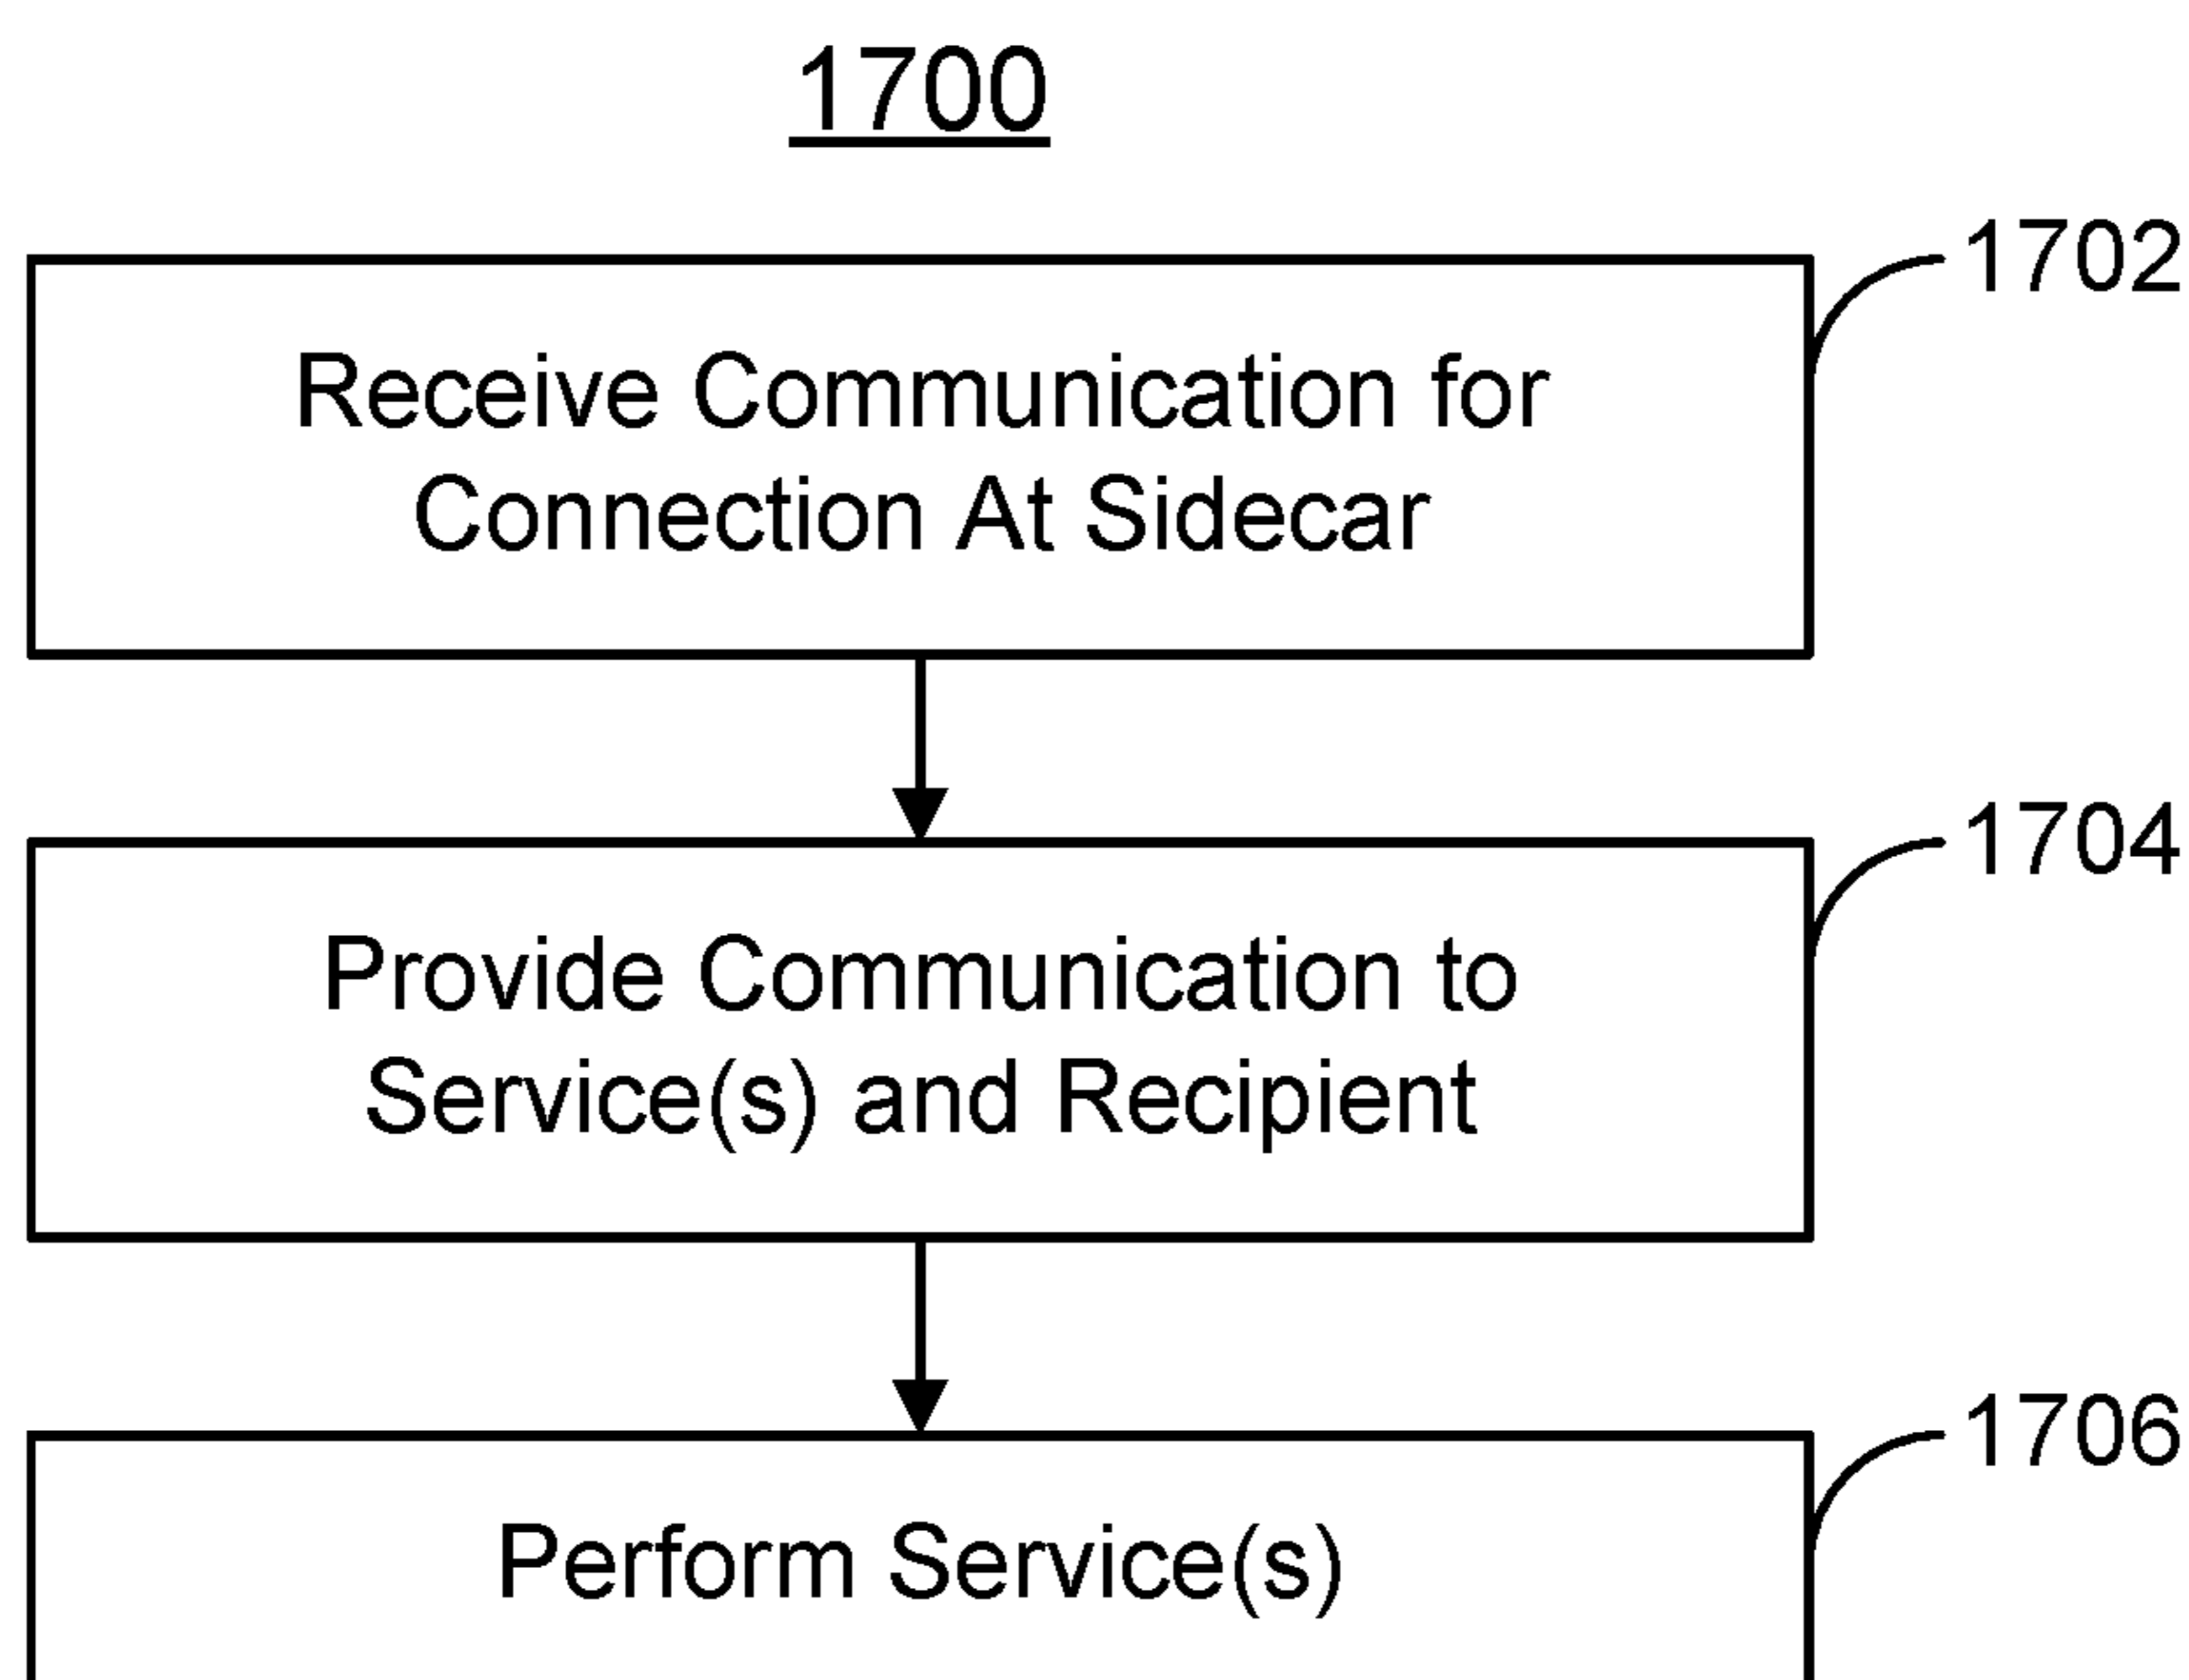 1700
1702
Receive Communication for
Connection At Sidecar
1704
Provide Communication to
Service(s) and Recipient
1706
Perform Service(s)